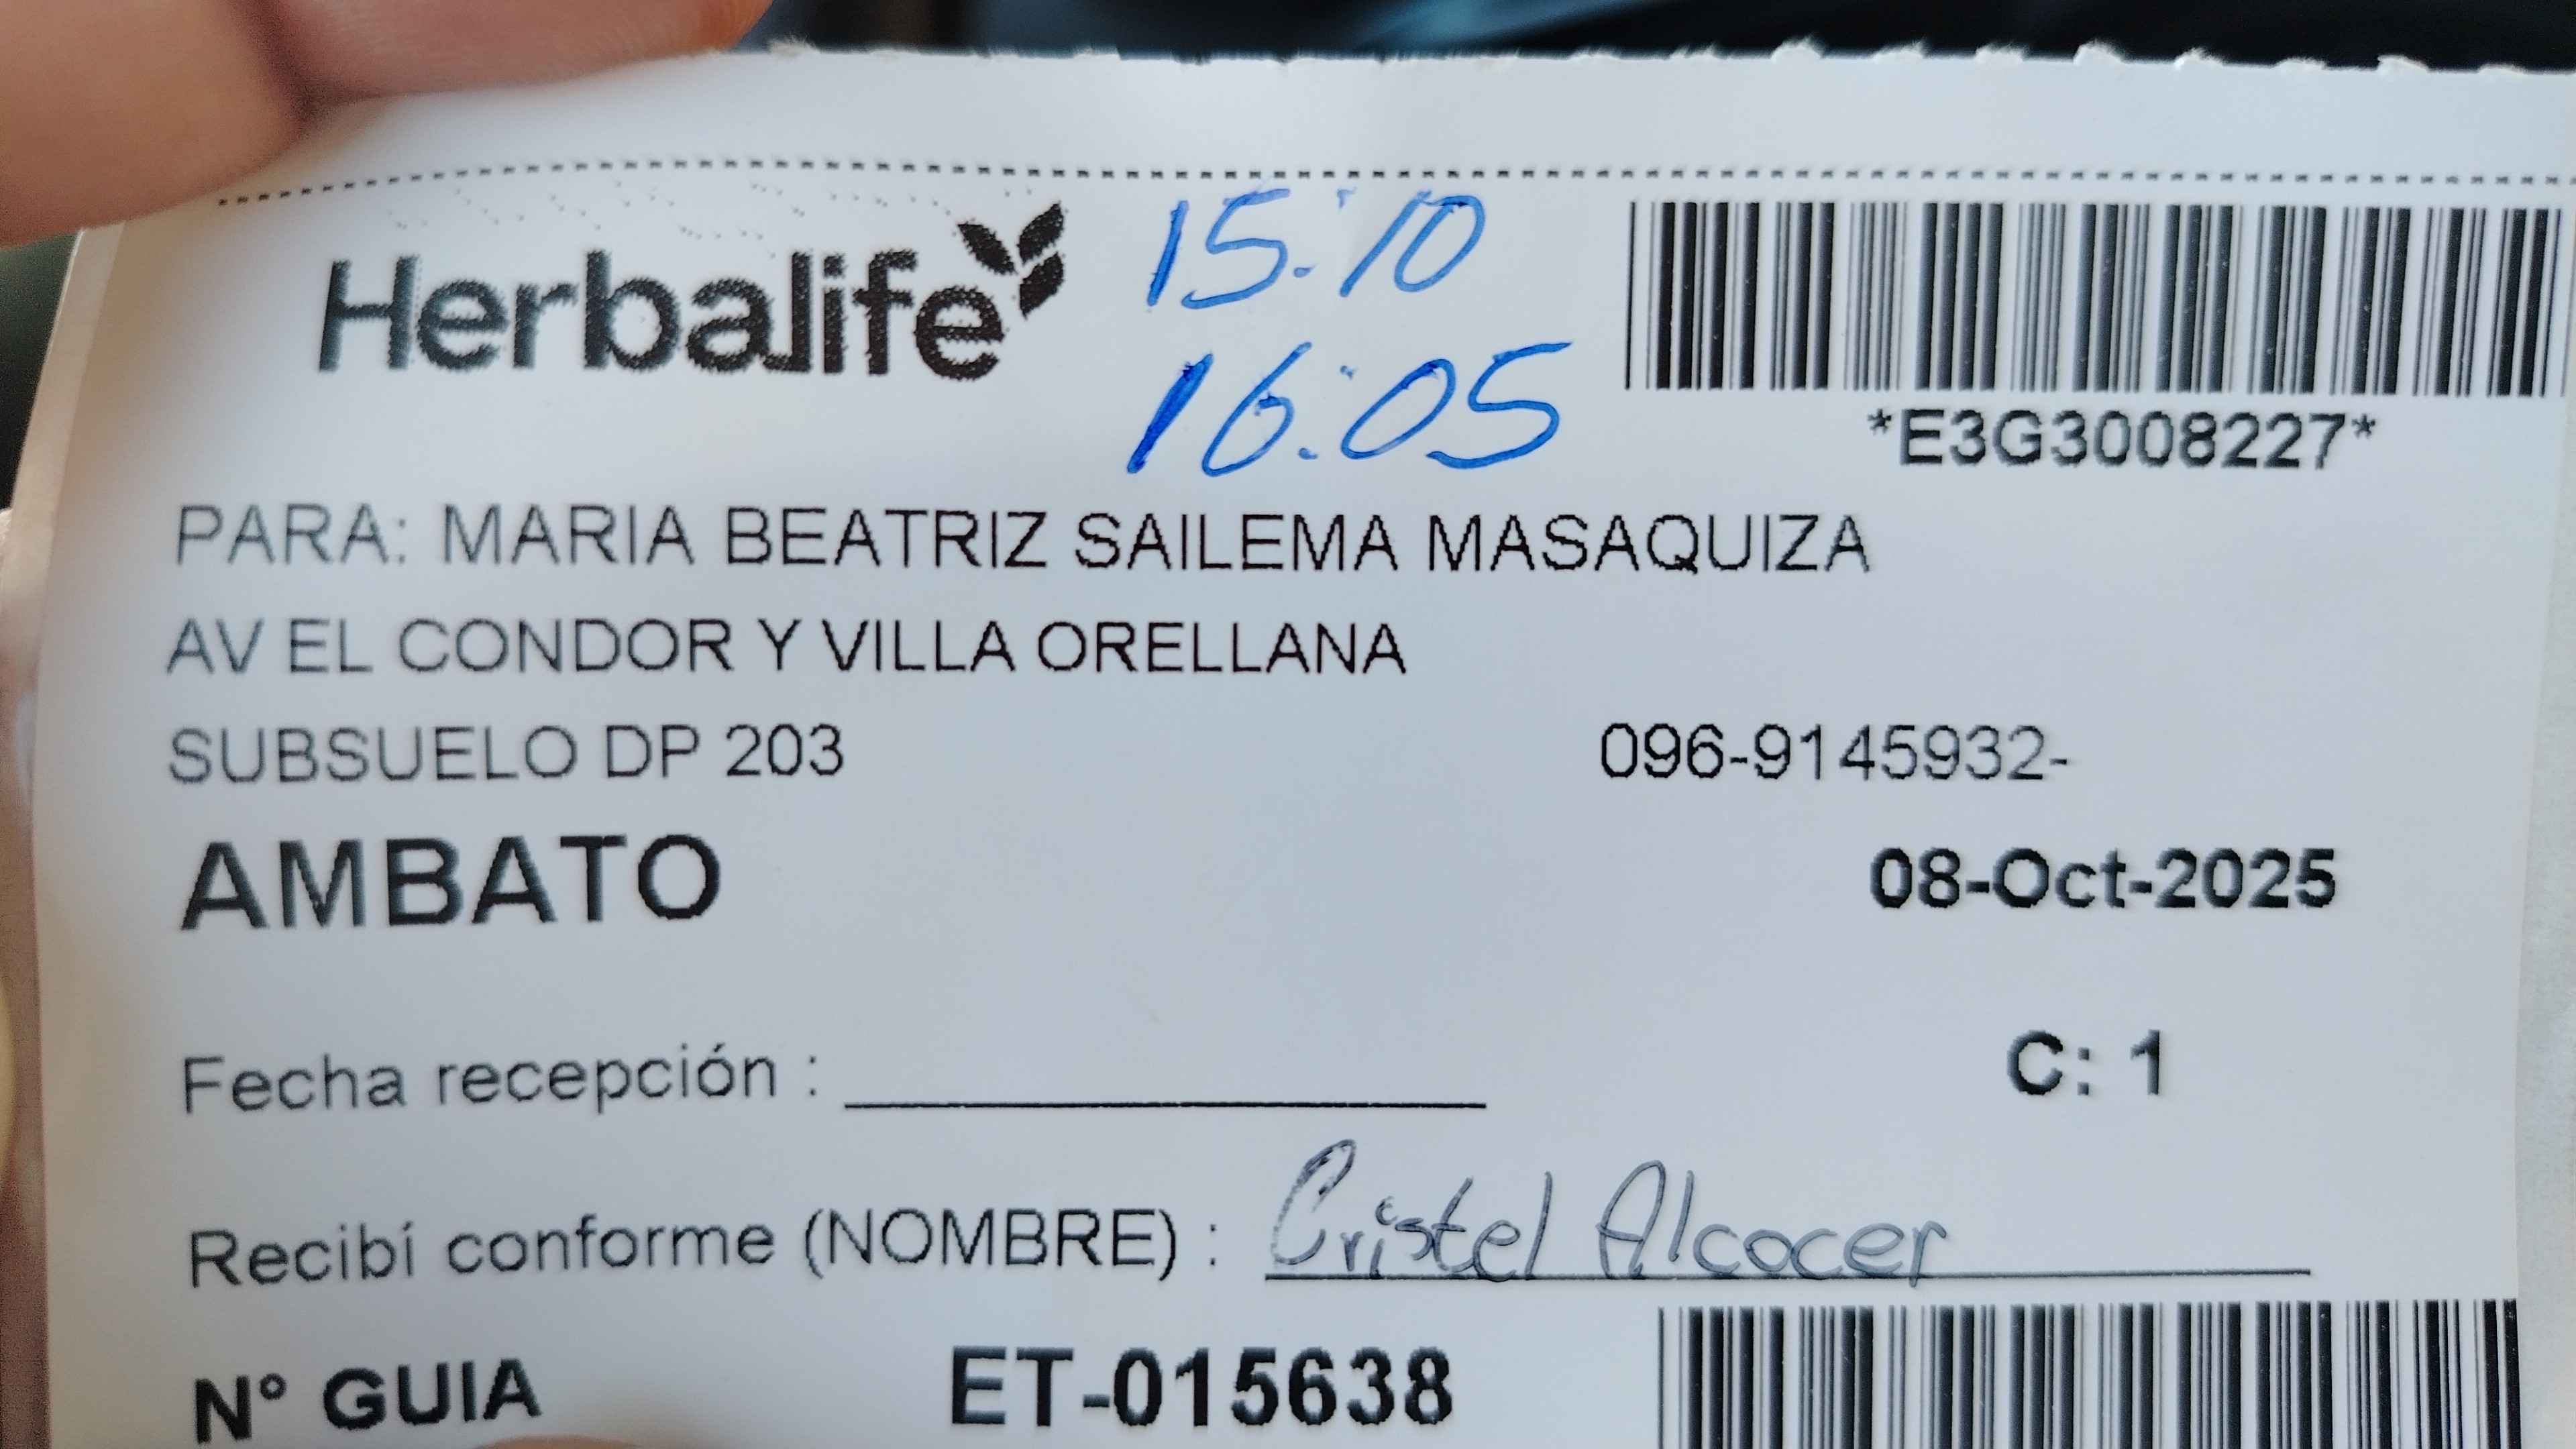 Herbalife
15:10
16:05
*E3G3008227*
PARA: MARIA BEATRIZ SAILEMA MASAQUIZA
AV EL CONDOR Y VILLA ORELLANA
SUBSUELO DP 203 096-9145932-
AMBATO
08-Oct-2025
Fecha recepción :
C: 1
Recibí conforme (NOMBRE) : Cristel Alcocer
N° GUIA ET-015638